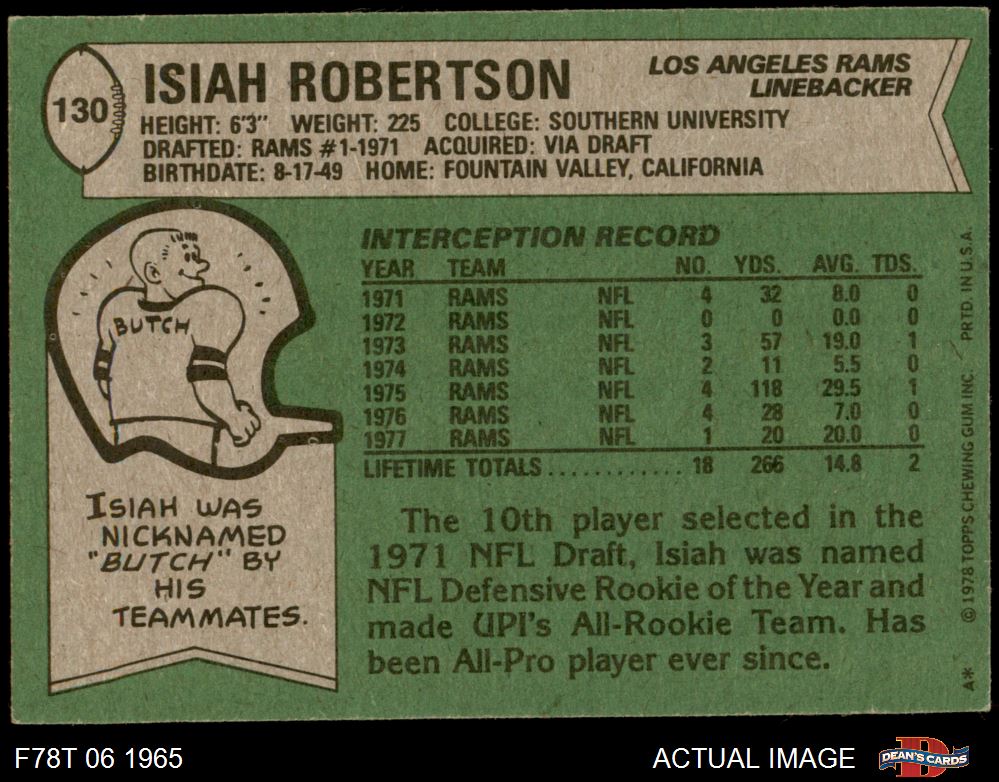 130
ISIAH ROBERTSON
LOS ANGELES RAMS
LINEBACKER
HEIGHT: 6'3" WEIGHT: 225 COLLEGE: SOUTHERN UNIVERSITY
DRAFTED: RAMS #1-1971 ACQUIRED: VIA DRAFT
BIRTHDATE: 8-17-49 HOME: FOUNTAIN VALLEY, CALIFORNIA
BUTCH
ISIAH WAS
NICKNAMED
"BUTCH" BY
HIS
TEAMMATES.
INTERCEPTION RECORD
YEAR TEAM NO. YDS. AVG. TDS.
1971 RAMS NFL 4 32 8.0 0
1972 RAMS NFL 0 0 0.0 0
1973 RAMS NFL 3 57 19.0 1
1974 RAMS NFL 2 11 5.5 0
1975 RAMS NFL 4 118 29.5 1
1976 RAMS NFL 4 28 7.0 0
1977 RAMS NFL 1 20 20.0 0
LIFETIME TOTALS............ 18 266 14.8 2
The 10th player selected in the
1971 NFL Draft, Isiah was named
NFL Defensive Rookie of the Year and
made UPI's All-Rookie Team. Has
been All-Pro player ever since.
A* © 1978 TOPPS CHEWING GUM INC. PRTD. IN U.S.A.
F78T 06 1965
ACTUAL IMAGE
DEAN'S CARDS